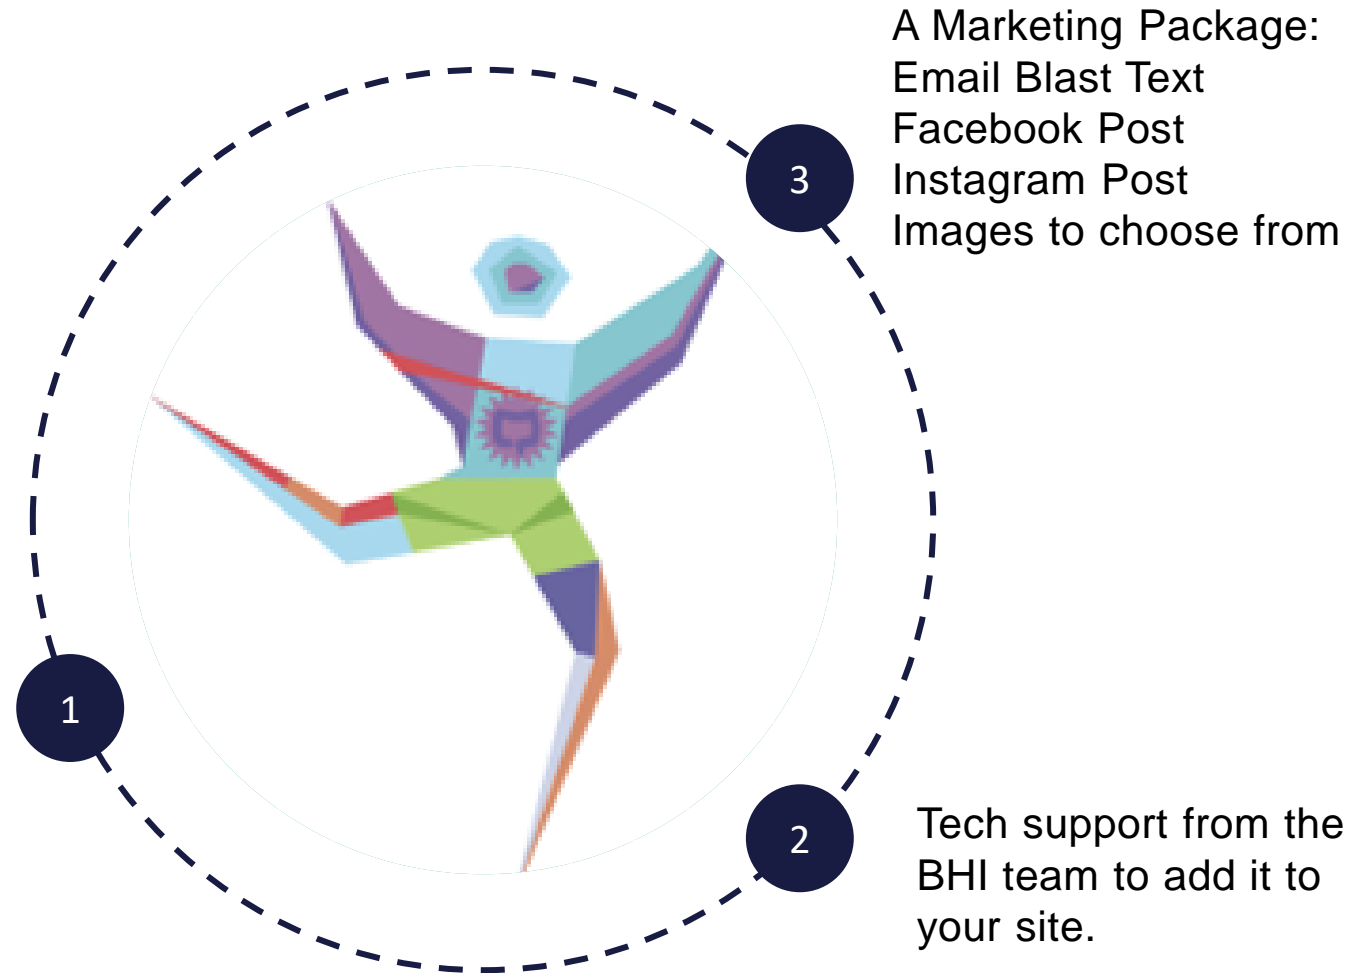 A Marketing Package:
Email Blast Text
Facebook Post
Instagram Post
Images to choose from
3
1
2
Tech support from the
BHI team to add it to
your site.